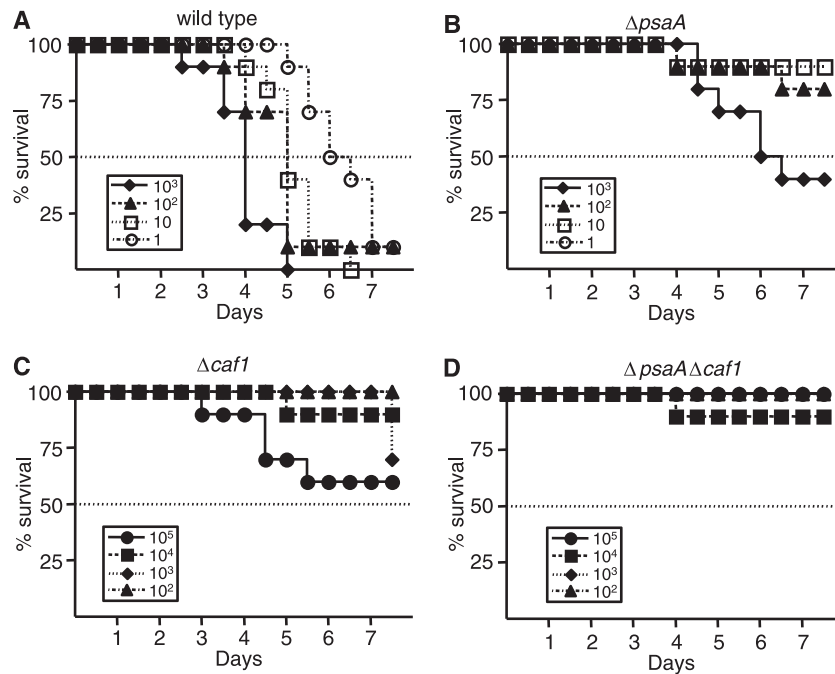 A
wild type
% survival
100
75
50
25
10³
10²
10
1
1 2 3 4 5 6 7
Days
B
ΔpsaA
% survival
100
75
50
25
10³
10²
10
1
1 2 3 4 5 6 7
Days
C
Δcaf1
% survival
100
75
50
25
10⁵
10⁴
10³
10²
1 2 3 4 5 6 7
Days
D
ΔpsaAΔcaf1
% survival
100
75
50
25
10⁵
10⁴
10³
10²
1 2 3 4 5 6 7
Days